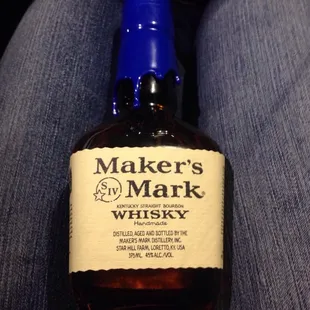 Maker's
S IV Mark®
KENTUCKY STRAIGHT BOURBON
WHISKY
Handmade
DISTILLED, AGED AND BOTTLED BY THE
MAKER'S MARK DISTILLERY, INC.
STAR HILL FARM, LORETTO, KY. USA
375ML. 45% ALC./VOL.